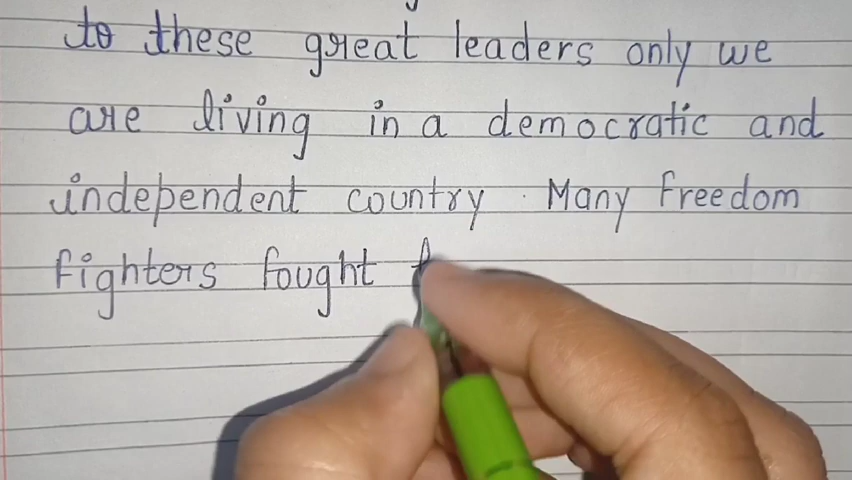 to these great leaders only we
are living in a democratic and
independent country. Many Freedom
Fighters fought